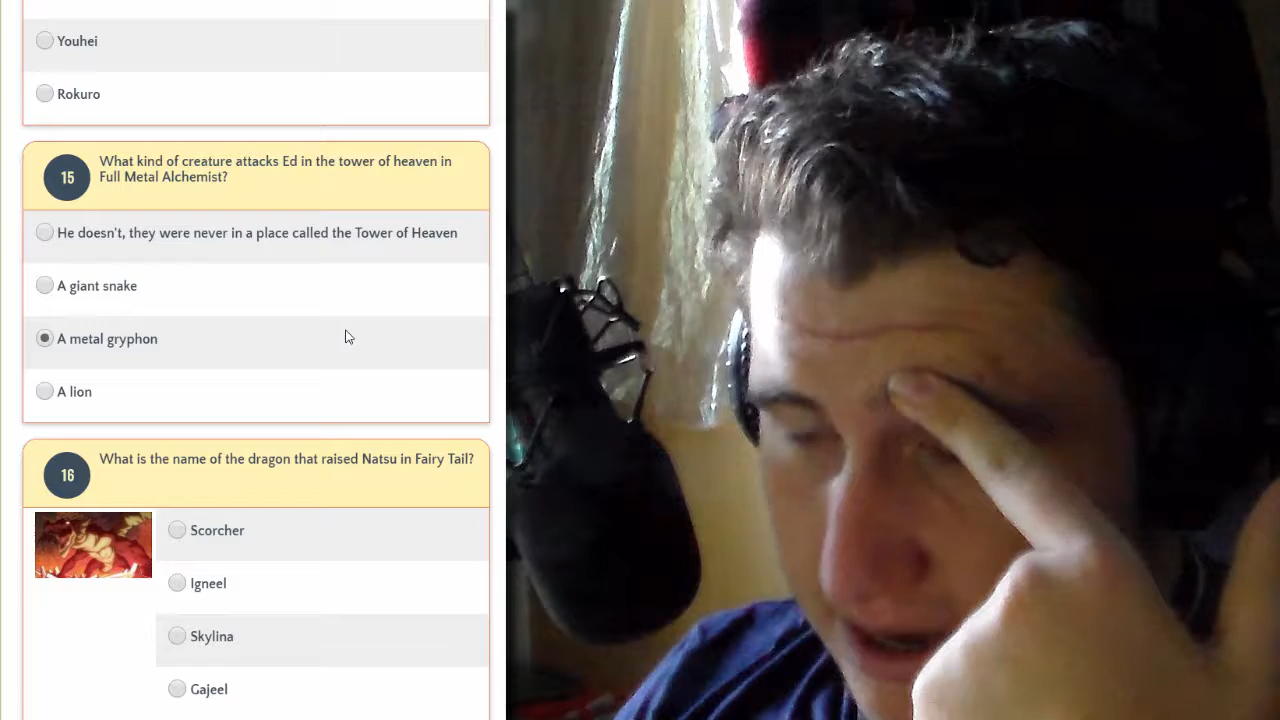 Youhei
Rokuro
15
What kind of creature attacks Ed in the tower of heaven in
Full Metal Alchemist?
He doesn't, they were never in a place called the Tower of Heaven
A giant snake
A metal gryphon
A lion
16
What is the name of the dragon that raised Natsu in Fairy Tail?
Scorcher
Igneel
Skylina
Gajeel